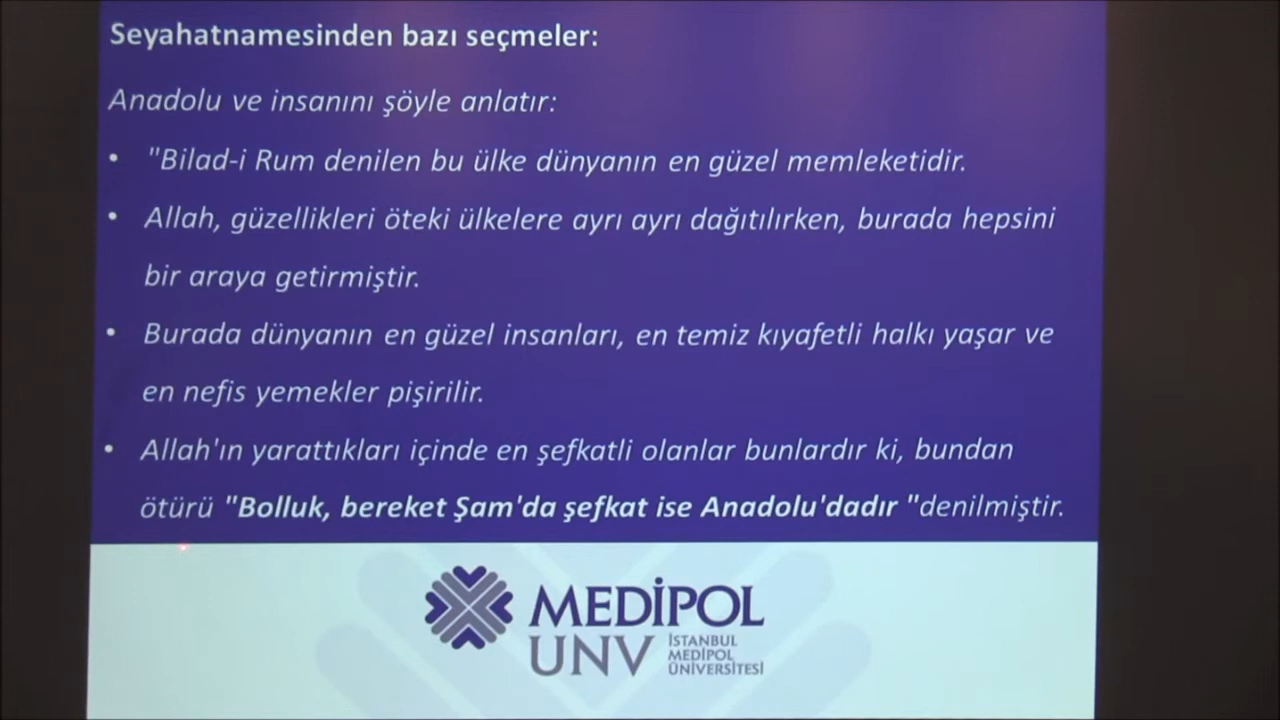 Seyahatnamesinden bazı seçmeler:
Anadolu ve insanını şöyle anlatır:
• "Bilad-i Rum denilen bu ülke dünyanın en güzel memleketidir.
• Allah, güzellikleri öteki ülkelere ayrı ayrı dağıtılırken, burada hepsini
bir araya getirmiştir.
• Burada dünyanın en güzel insanları, en temiz kıyafetli halkı yaşar ve
en nefis yemekler pişirilir.
• Allah'ın yarattıkları içinde en şefkatli olanlar bunlardır ki, bundan
ötürü "Bolluk, bereket Şam'da şefkat ise Anadolu'dadır "denilmiştir.
MEDİPOL
UNV
İSTANBUL
MEDİPOL
ÜNİVERSİTESİ